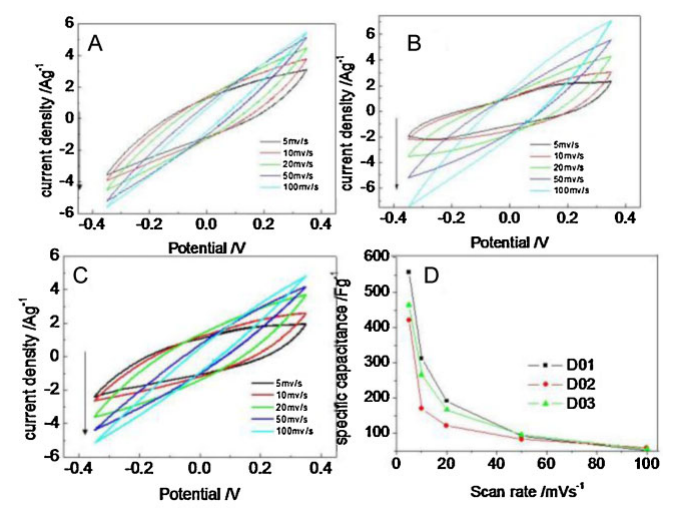 A
current density /Ag-1
6
4
2
0
-2
-4
-6
-0.4 -0.2 0.0 0.2 0.4
Potential /V
5mv/s
10mv/s
20mv/s
50mv/s
100mv/s
B
current density /Ag-1
6
4
2
0
-2
-4
-6
-0.4 -0.2 0.0 0.2 0.4
Potential /V
5mv/s
10mv/s
20mv/s
50mv/s
100mv/s
C
current density /Ag-1
6
4
2
0
-2
-4
-6
-0.4 -0.2 0.0 0.2 0.4
Potential /V
5mv/s
10mv/s
20mv/s
50mv/s
100mv/s
D
specific capacitance /Fg-1
600
500
400
300
200
100
0 20 40 60 80 100
Scan rate /mVs-1
D01
D02
D03